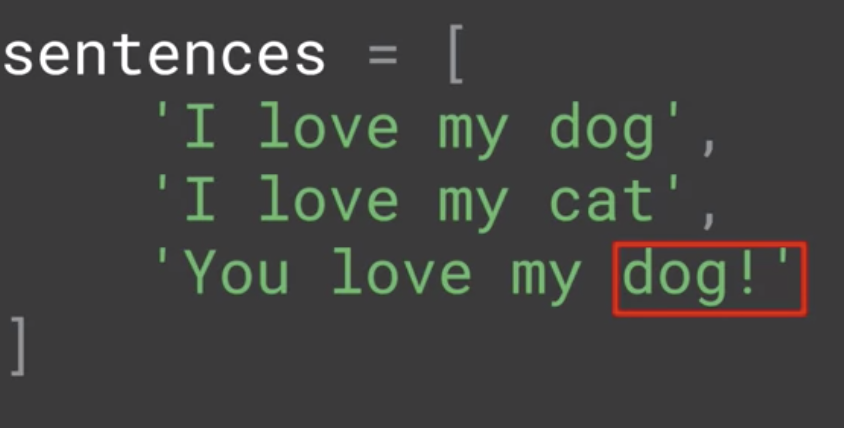 sentences = [
'I love my dog',
'I love my cat',
'You love my dog!'
]